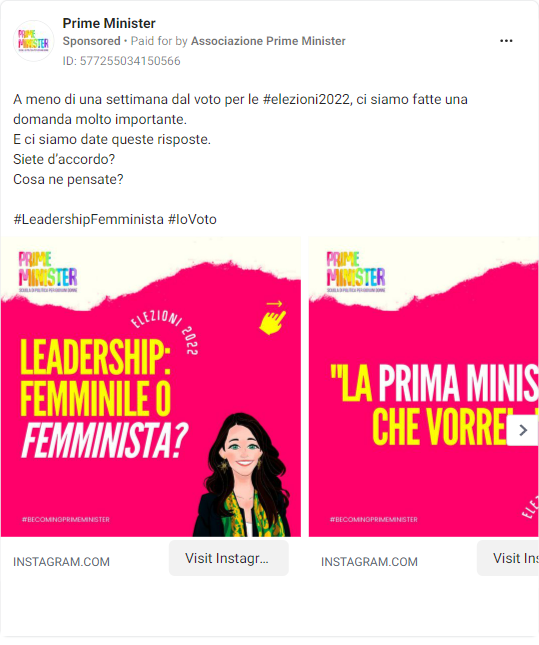 Prime Minister
Sponsored • Paid for by Associazione Prime Minister
ID: 577255034150566
A meno di una settimana dal voto per le #elezioni2022, ci siamo fatte una
domanda molto importante.
E ci siamo date queste risposte.
Siete d'accordo?
Cosa ne pensate?
#LeadershipFemminista #IoVoto
PRIME
MINISTER
SCUOLA DI POLITICA PER GIOVANI DONNE
ELEZIONI 2022
LEADERSHIP:
FEMMINILE O
FEMMINISTA?
#BECOMINGPRIMEMINISTER
INSTAGRAM.COM
Visit Instagr...
PRIME
MINISTER
SCUOLA DI POLITICA PER GIOVANI DONNE
"LA PRIMA MINIS
CHE VORREI
ELE
#BECOMINGPRIMEMINISTER
INSTAGRAM.COM
Visit Ins